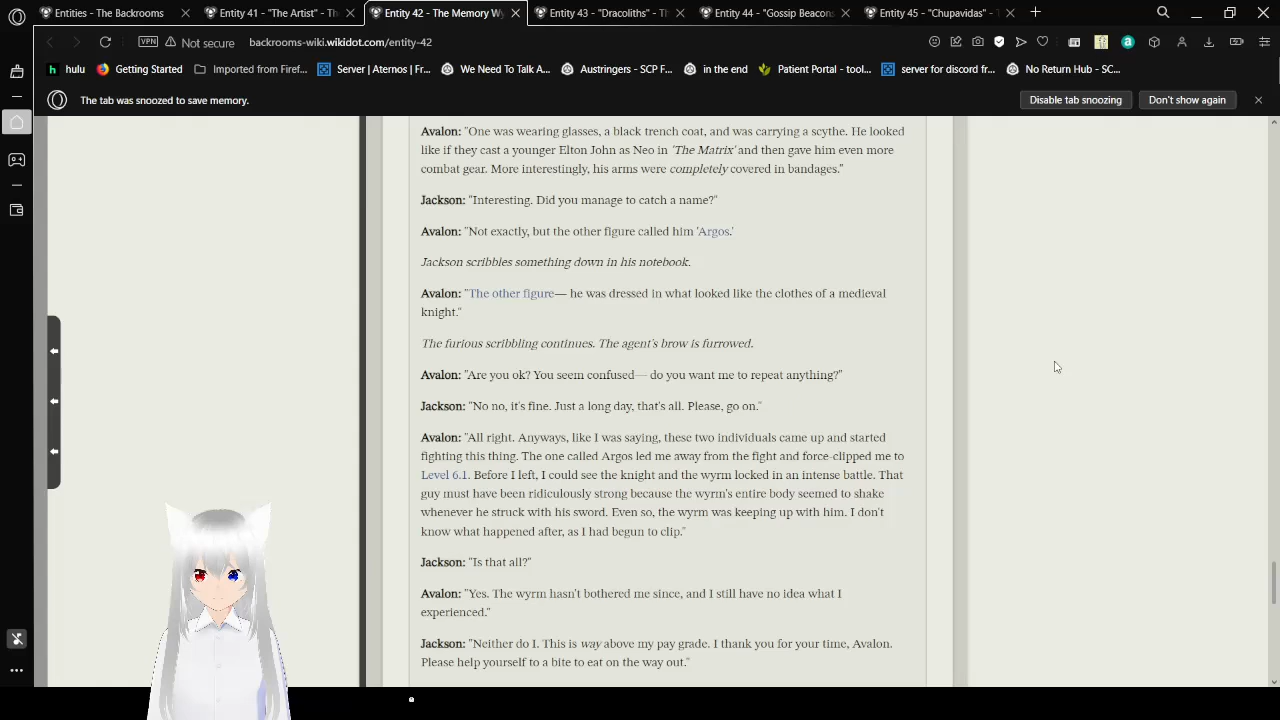 Entities - The Backrooms
Entity 41 - "The Artist" - Th
Entity 42 - The Memory Wy
Entity 43 - "Dracoliths" - Th
Entity 44 - "Gossip Beacons
Entity 45 - "Chupavidas" - T
VPN
Not secure
backrooms-wiki.wikidot.com/entity-42
hulu
Getting Started
Imported from Firef...
Server | Aternos | Fr...
We Need To Talk A...
Austringers - SCP F...
in the end
Patient Portal - tool...
server for discord fr...
No Return Hub - SC...
The tab was snoozed to save memory.
Disable tab snoozing
Don't show again
Avalon: "One was wearing glasses, a black trench coat, and was carrying a scythe. He looked
like if they cast a younger Elton John as Neo in 'The Matrix' and then gave him even more
combat gear. More interestingly, his arms were completely covered in bandages."
Jackson: "Interesting. Did you manage to catch a name?"
Avalon: "Not exactly, but the other figure called him 'Argos.'
Jackson scribbles something down in his notebook.
Avalon: "The other figure— he was dressed in what looked like the clothes of a medieval
knight."
The furious scribbling continues. The agent's brow is furrowed.
Avalon: "Are you ok? You seem confused— do you want me to repeat anything?"
Jackson: "No no, it's fine. Just a long day, that's all. Please, go on."
Avalon: "All right. Anyways, like I was saying, these two individuals came up and started
fighting this thing. The one called Argos led me away from the fight and force-clipped me to
Level 6.1. Before I left, I could see the knight and the wyrm locked in an intense battle. That
guy must have been ridiculously strong because the wyrm's entire body seemed to shake
whenever he struck with his sword. Even so, the wyrm was keeping up with him. I don't
know what happened after, as I had begun to clip."
Jackson: "Is that all?"
Avalon: "Yes. The wyrm hasn't bothered me since, and I still have no idea what I
experienced."
Jackson: "Neither do I. This is way above my pay grade. I thank you for your time, Avalon.
Please help yourself to a bite to eat on the way out."